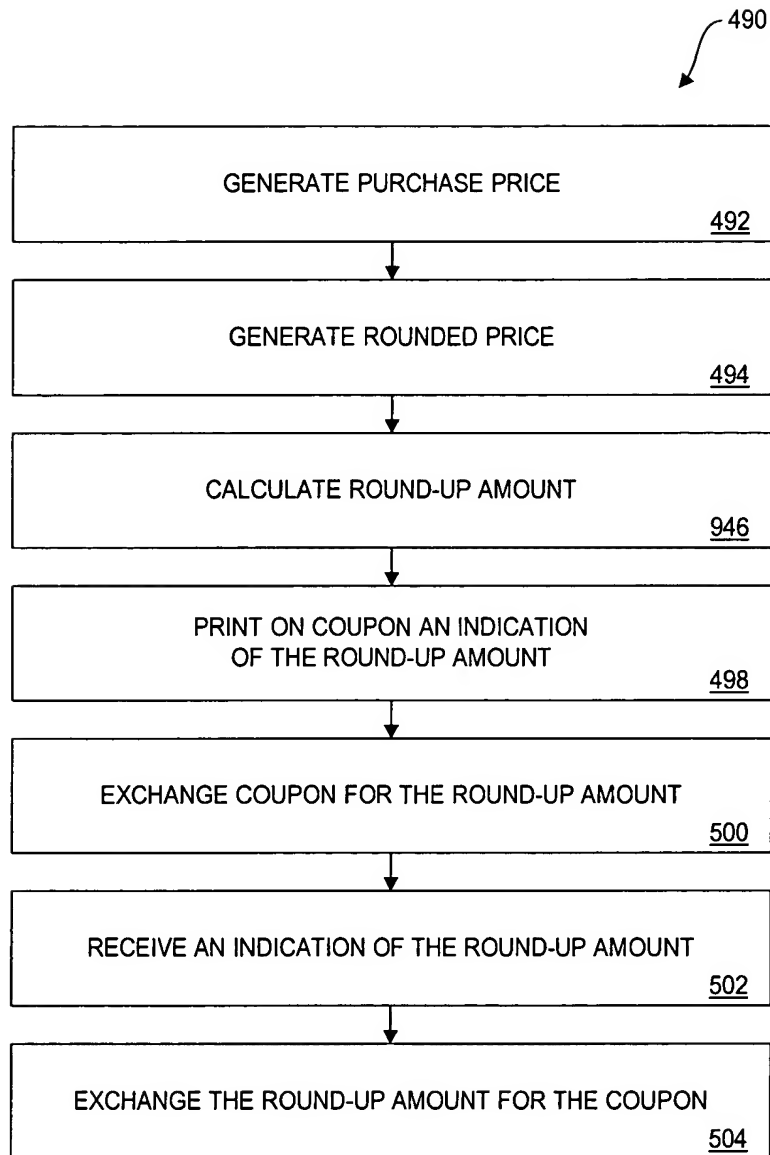 490
GENERATE PURCHASE PRICE
492
GENERATE ROUNDED PRICE
494
CALCULATE ROUND-UP AMOUNT
946
PRINT ON COUPON AN INDICATION
OF THE ROUND-UP AMOUNT
498
EXCHANGE COUPON FOR THE ROUND-UP AMOUNT
500
RECEIVE AN INDICATION OF THE ROUND-UP AMOUNT
502
EXCHANGE THE ROUND-UP AMOUNT FOR THE COUPON
504